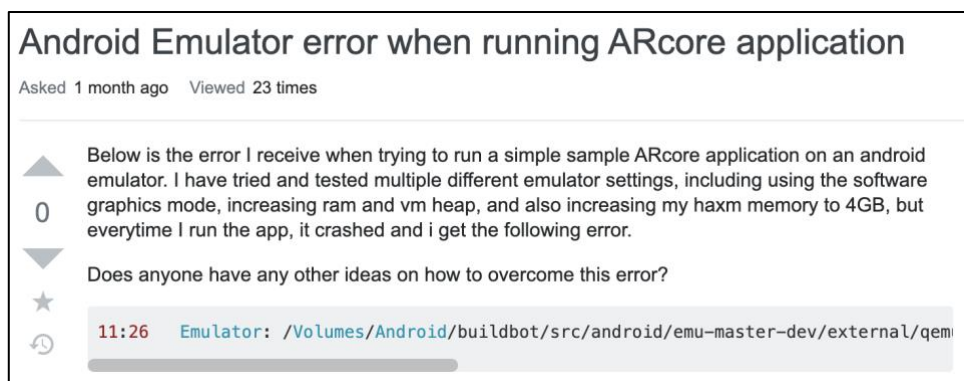 Android Emulator error when running ARcore application
Asked 1 month ago Viewed 23 times
Below is the error I receive when trying to run a simple sample ARcore application on an android
emulator. I have tried and tested multiple different emulator settings, including using the software
graphics mode, increasing ram and vm heap, and also increasing my haxm memory to 4GB, but
everytime I run the app, it crashed and i get the following error.
0
Does anyone have any other ideas on how to overcome this error?
11:26 Emulator: /Volumes/Android/buildbot/src/android/emu-master-dev/external/qem